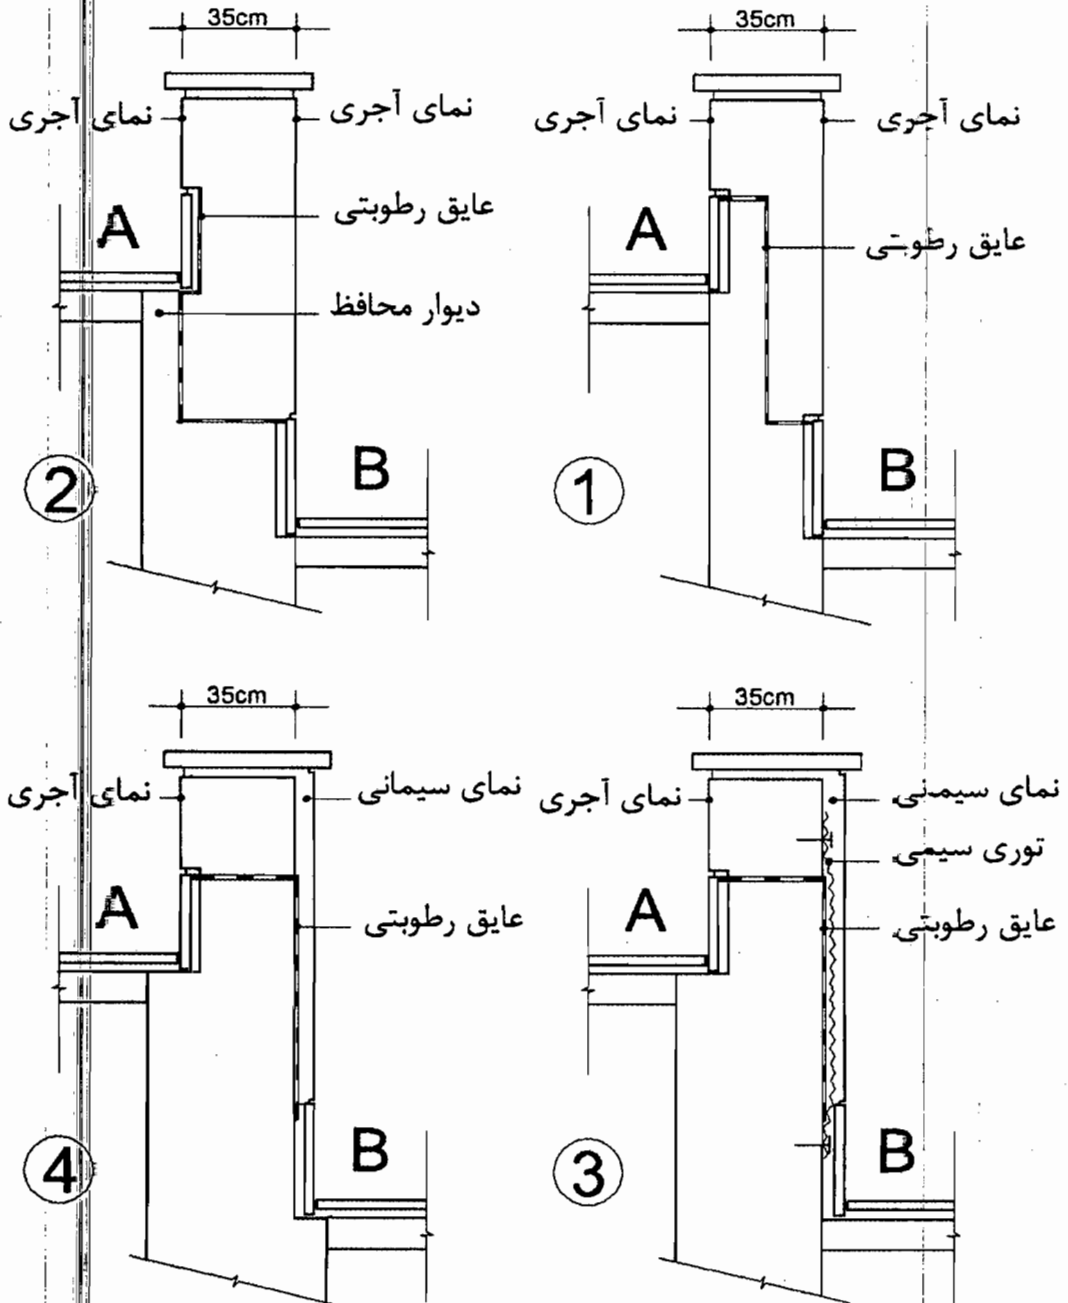 35cm
نمای آجری
نمای آجری
عایق رطوبتی
A
B
1
35cm
نمای آجری
نمای آجری
عایق رطوبتی
دیوار محافظ
A
B
2
35cm
نمای سیمانی
نمای آجری
توری سیمی
عایق رطوبتی
A
B
3
35cm
نمای سیمانی
نمای آجری
عایق رطوبتی
A
B
4